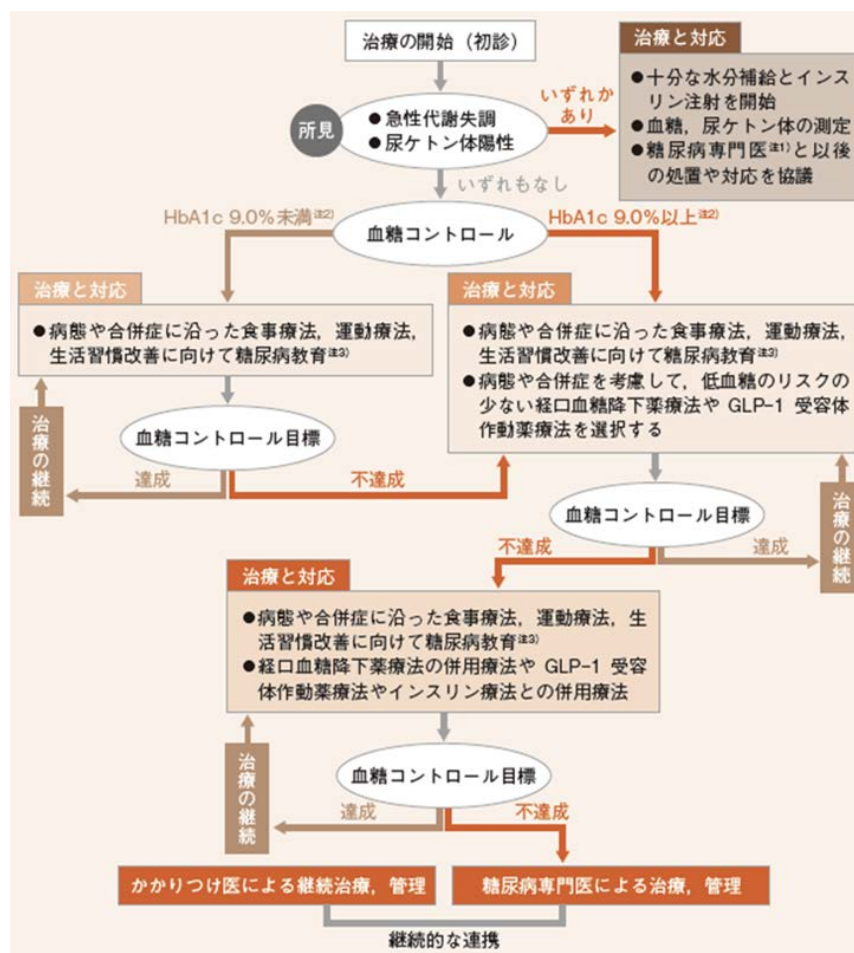 治療の開始（初診）
所見
●急性代謝失調
●尿ケトン体陽性
いずれか
あり
治療と対応
●十分な水分補給とインス
リン注射を開始
●血糖，尿ケトン体の測定
●糖尿病専門医注1)と以後
の処置や対応を協議
いずれもなし
HbA1c 9.0%未満注2)
血糖コントロール
HbA1c 9.0%以上注2)
治療と対応
●病態や合併症に沿った食事療法，運動療法，
生活習慣改善に向けて糖尿病教育注3)
血糖コントロール目標
達成
不達成
治療の継続
治療と対応
●病態や合併症に沿った食事療法，運動療法，
生活習慣改善に向けて糖尿病教育注3)
●病態や合併症を考慮して，低血糖のリスクの
少ない経口血糖降下薬療法や GLP-1 受容体
作動薬療法を選択する
血糖コントロール目標
不達成
達成
治療の継続
治療と対応
●病態や合併症に沿った食事療法，運動療法，生
活習慣改善に向けて糖尿病教育注3)
●経口血糖降下薬療法の併用療法や GLP-1 受容
体作動薬療法やインスリン療法との併用療法
血糖コントロール目標
達成
不達成
治療の継続
かかりつけ医による継続治療，管理
糖尿病専門医による治療，管理
継続的な連携